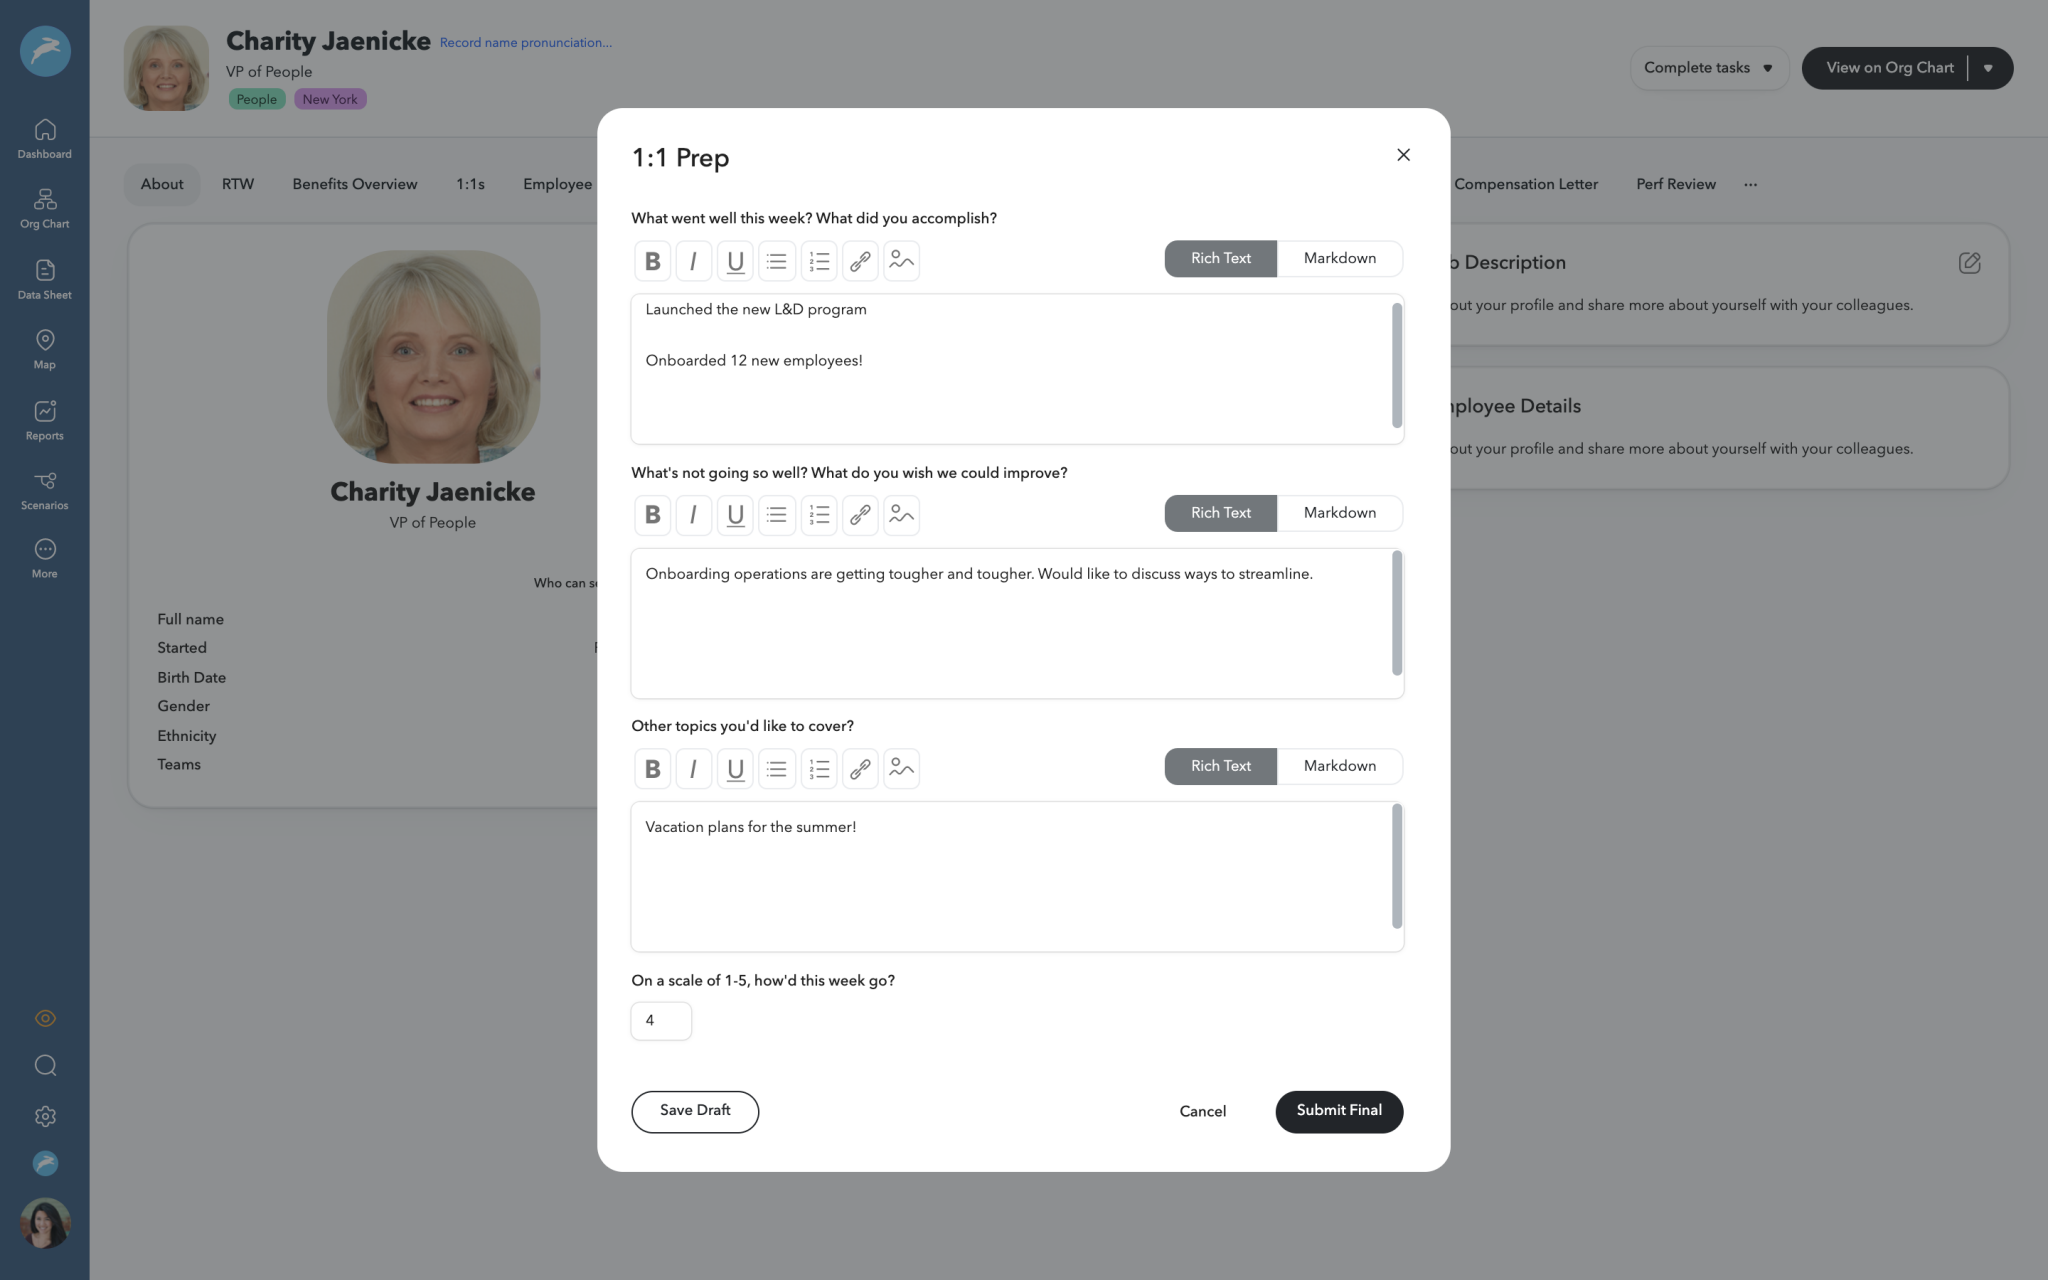 Charity Jaenicke Record name pronunciation...
VP of People
People New York
Complete tasks
View on Org Chart
Dashboard
Org Chart
Data Sheet
Map
Reports
Scenarios
More
About
RTW
Benefits Overview
1:1s
Employee
Compensation Letter
Perf Review
...
Charity Jaenicke
VP of People
Who can
Full name
Started
Birth Date
Gender
Ethnicity
Teams
1:1 Prep
What went well this week? What did you accomplish?
B I U
Rich Text Markdown
Launched the new L&D program
Onboarded 12 new employees!
What's not going so well? What do you wish we could improve?
B I U
Rich Text Markdown
Onboarding operations are getting tougher and tougher. Would like to discuss ways to streamline.
Other topics you'd like to cover?
B I U
Rich Text Markdown
Vacation plans for the summer!
On a scale of 1-5, how'd this week go?
4
Save Draft
Cancel
Submit Final
Description
out your profile and share more about yourself with your colleagues.
ployee Details
out your profile and share more about yourself with your colleagues.